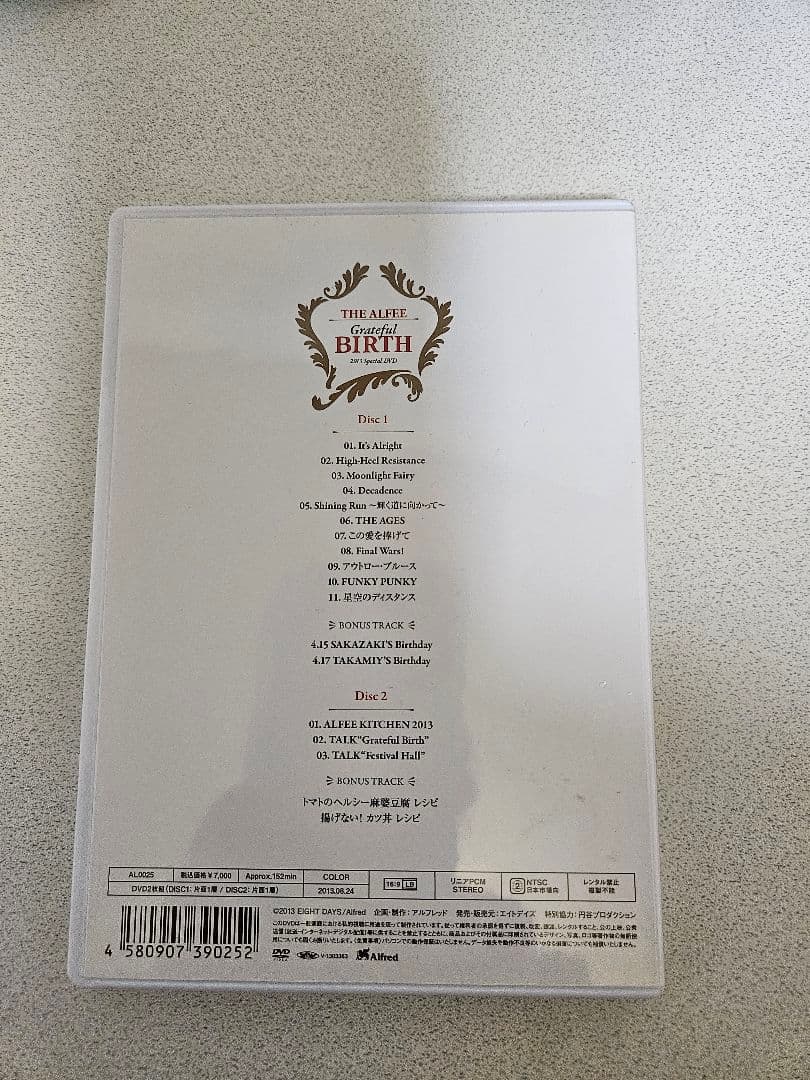 THE ALFEE
Grateful
BIRTH
2013 Special DVD
Disc 1
01. It's Alright
02. High-Heel Resistance
03. Moonlight Fairy
04. Decadence
05. Shining Run ～輝く道に向かって～
06. THE AGES
07. この愛を捧げて
08. Final Wars!
09. アウトロー・ブルース
10. FUNKY PUNKY
11. 星空のディスタンス
BONUS TRACK
4.15 SAKAZAKI'S Birthday
4.17 TAKAMIY'S Birthday
Disc 2
01. ALFEE KITCHEN 2013
02. TALK"Grateful Birth"
03. TALK"Festival Hall"
BONUS TRACK
トマトのヘルシー麻婆豆腐 レシピ
揚げない! カツ丼 レシピ
AL0025 税込価格￥7,000 Approx.152min COLOR 16:9 LB リニアPCM STEREO 2 NTSC 日本市場向 レンタル禁止 複製不能
DVD2枚組(DISC1: 片面1層 / DISC2: 片面1層) 2013.08.24
©2013 EIGHT DAYS/Alfred 企画・制作：アルフレッド 発売・販売元：エイトデイズ 特別協力：円谷プロダクション
4 580907 390252
DVD VIDEO V-1303363 Alfred